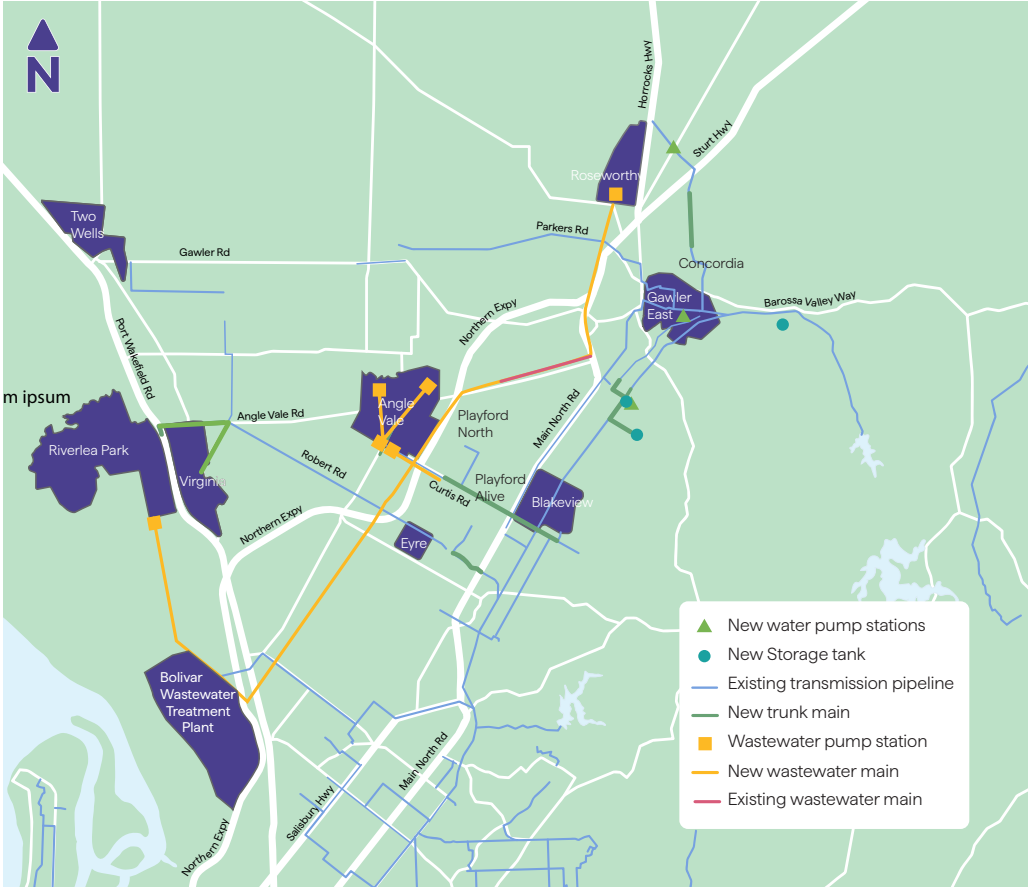 N
Horrocks Hwy
Sturt Hwy
Roseworthy
Two
Wells
Parkers Rd
Gawler Rd
Concordia
Gawler
East
Barossa Valley Way
Northern Expy
Port Wakefield Rd
m ipsum
Angle Vale Rd
Angle
Vale
Playford
North
Main North Rd
Riverlea Park
Virginia
Robert Rd
Playford
Alive
Curtis Rd
Blakeview
Northern Expy
Eyre
Bolivar
Wastewater
Treatment
Plant
Main North Rd
Salisbury Hwy
Northern Expy
New water pump stations
New Storage tank
Existing transmission pipeline
New trunk main
Wastewater pump station
New wastewater main
Existing wastewater main